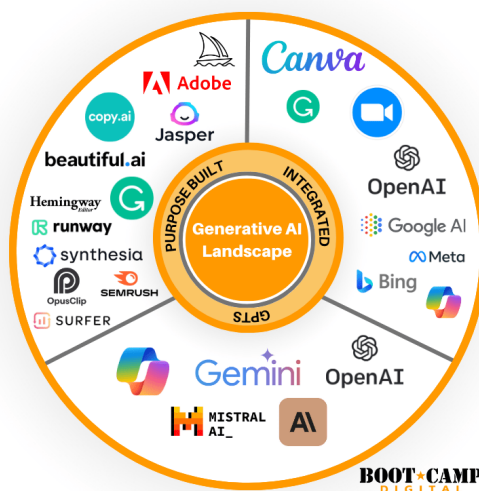 Canva
Adobe
copy.ai
Jasper
OpenAI
beautiful.ai
Hemingway
Editor
Google AI
runway
Meta
synthesia
Bing
OpusClip
SEMRUSH
SURFER
PURPOSE BUILT
INTEGRATED
GPTS
Generative AI
Landscape
Gemini
OpenAI
MISTRAL
AI_
A\
BOOT★CAMP
DIGITAL